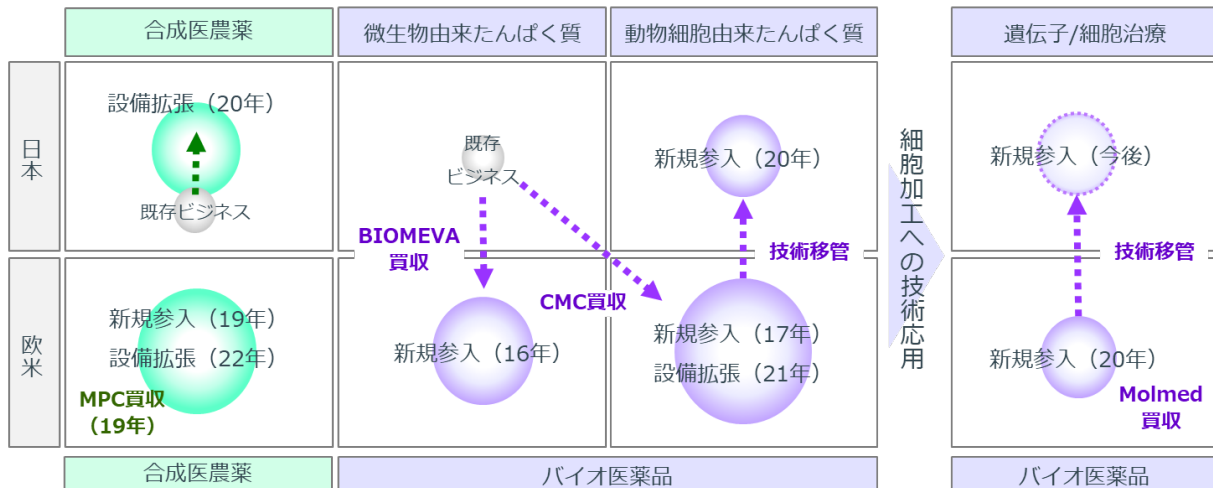 合成医農薬
微生物由来たんぱく質
動物細胞由来たんぱく質
遺伝子/細胞治療
日本
設備拡張（20年）
既存ビジネス
既存
ビジネス
新規参入（20年）
新規参入（今後）
BIOMEVA
買収
CMC買収
技術移管
細胞加工への技術応用
技術移管
欧米
新規参入（19年）
設備拡張（22年）
MPC買収
（19年）
新規参入（16年）
新規参入（17年）
設備拡張（21年）
新規参入（20年）
Molmed
買収
合成医農薬
バイオ医薬品
バイオ医薬品